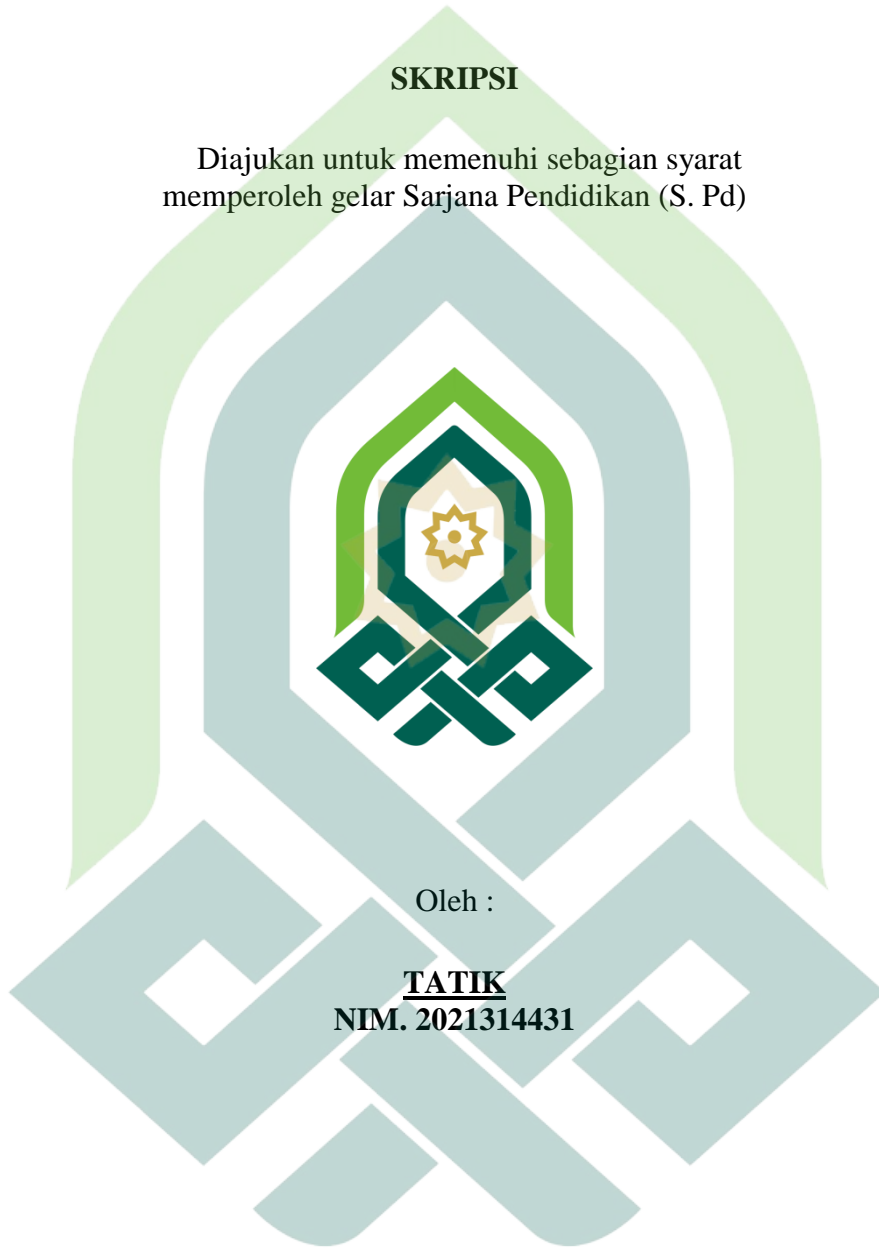 SKRIPSI
Diajukan untuk memenuhi sebagian syarat
memperoleh gelar Sarjana Pendidikan (S. Pd)
Oleh :
TATIK
NIM. 2021314431